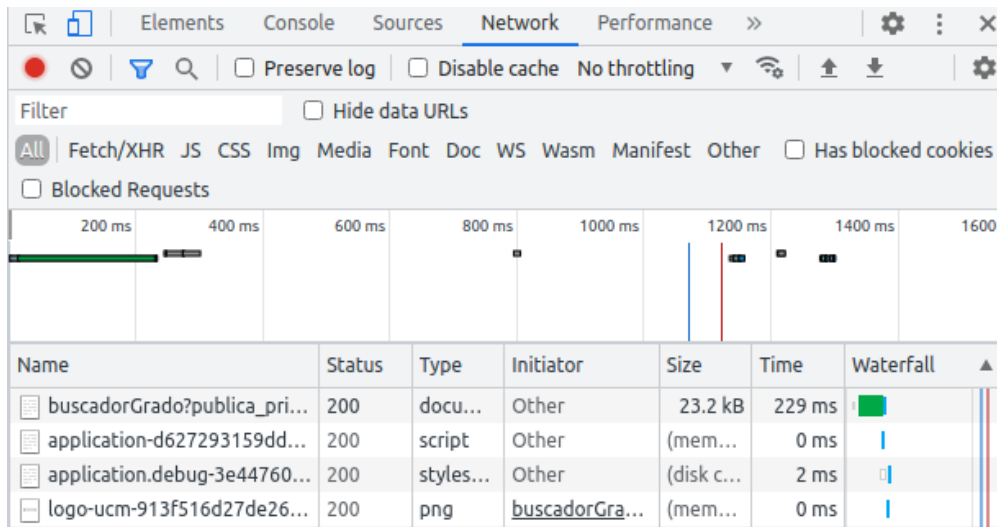 Elements Console Sources Network Performance »
Preserve log Disable cache No throttling
Filter Hide data URLs
All Fetch/XHR JS CSS Img Media Font Doc WS Wasm Manifest Other Has blocked cookies
Blocked Requests
200 ms 400 ms 600 ms 800 ms 1000 ms 1200 ms 1400 ms 1600
Name Status Type Initiator Size Time Waterfall
buscadorGrado?publica_pri... 200 docu... Other 23.2 kB 229 ms
application-d627293159dd... 200 script Other (mem... 0 ms
application.debug-3e44760... 200 styles... Other (disk c... 2 ms
logo-ucm-913f516d27de26... 200 png buscadorGra... (mem... 0 ms